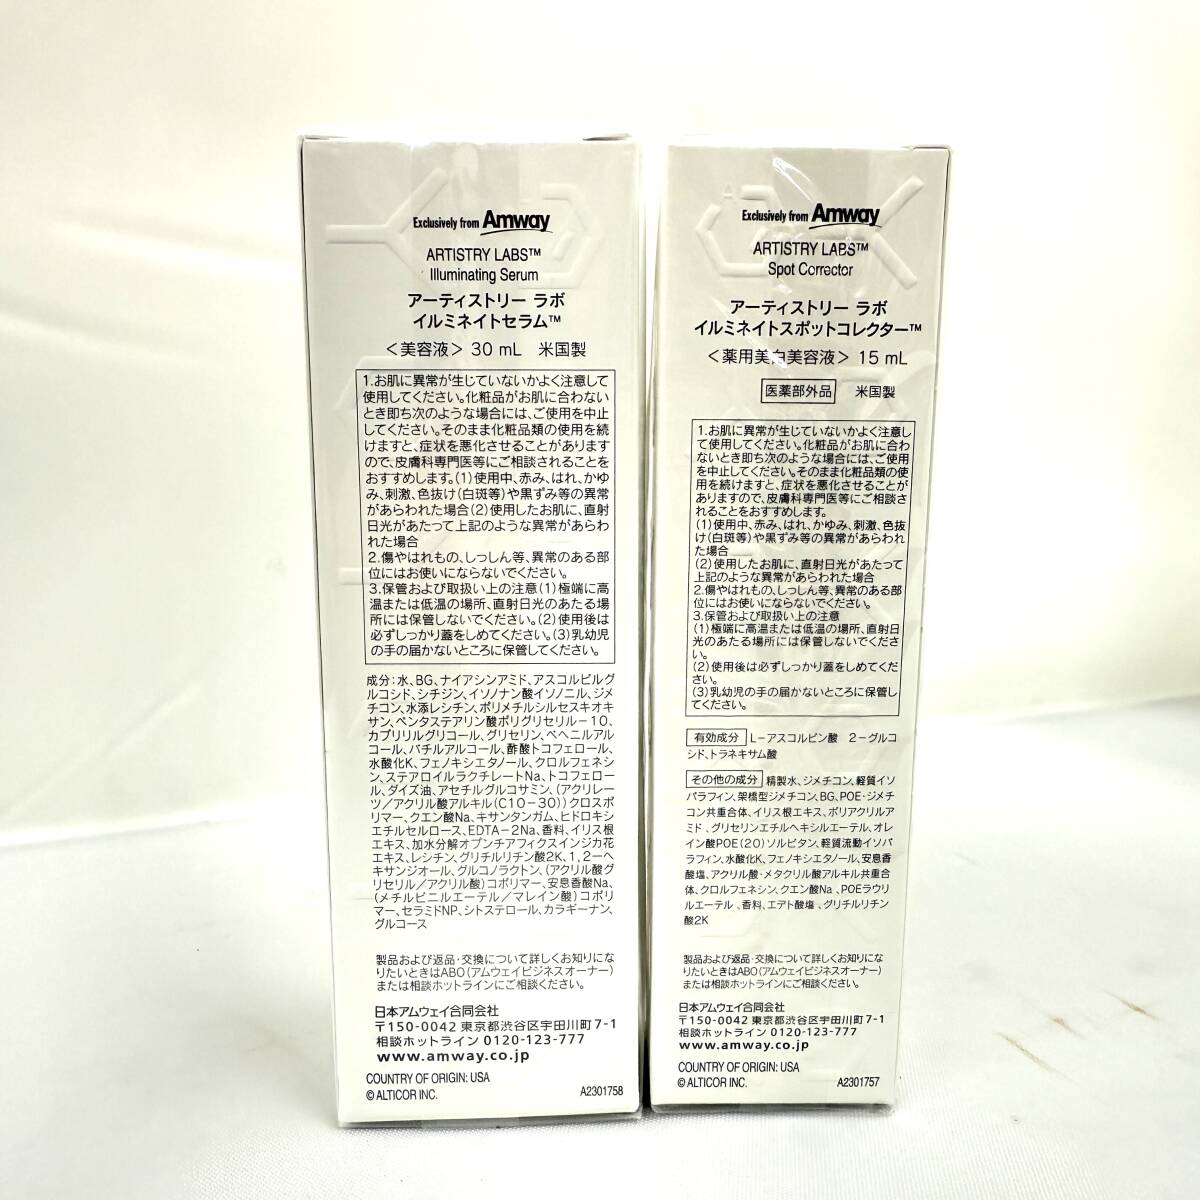 Exclusively from Amway
ARTISTRY LABS™
Illuminating Serum
アーティストリー ラボ
イルミネイトセラム™
＜美容液＞ 30 mL 米国製
1.お肌に異常が生じていないかよく注意して
使用してください。化粧品がお肌に合わない
とき即ち次のような場合には、ご使用を中止
してください。そのまま化粧品類の使用を続
けますと、症状を悪化させることがあります
ので、皮膚科専門医等にご相談されることを
おすすめします。(1)使用中、赤み、はれ、かゆ
み、刺激、色抜け(白斑等)や黒ずみ等の異常
があらわれた場合(2)使用したお肌に、直射
日光があたって上記のような異常があらわ
れた場合
2.傷やはれもの、しっしん等、異常のある部
位にはお使いにならないでください。
3.保管および取扱い上の注意(1)極端に高
温または低温の場所、直射日光のあたる場
所には保管しないでください。(2)使用後は
必ずしっかり蓋をしめてください。(3)乳幼児
の手の届かないところに保管してください。
成分：水、BG、ナイアシンアミド、アスコルビルグ
ルコシド、シチジン、イソノナン酸イソノニル、ジメ
チコン、水添レシチン、ポリメチルシルセスキオキ
サン、ペンタステアリン酸ポリグリセリル－10、
カプリリルグリコール、グリセリン、ベヘニルアル
コール、バチルアルコール、酢酸トコフェロール、
水酸化K、フェノキシエタノール、クロルフェネシ
ン、ステアロイルラクチレートNa、トコフェロー
ル、ダイズ油、アセチルグルコサミン、(アクリレー
ツ/アクリル酸アルキル(C10－30))クロスポ
リマー、クエン酸Na、キサンタンガム、ヒドロキシ
エチルセルロース、EDTA－2Na、香料、イリス根
エキス、加水分解オプンチアフィクスインジカ花
エキス、レシチン、グリチルリチン酸2K、1,2－ヘ
キサンジオール、グルコノラクトン、(アクリル酸グ
リセリル/アクリル酸)コポリマー、安息香酸Na、
(メチルビニルエーテル/マレイン酸)コポリ
マー、セラミドNP、シトステロール、カラギーナン、
グルコース
製品および返品・交換について詳しくお知りにな
りたいときはABO(アムウェイビジネスオーナー)
または相談ホットラインにご相談ください。
日本アムウェイ合同会社
〒150-0042 東京都渋谷区宇田川町7-1
相談ホットライン 0120-123-777
www.amway.co.jp
COUNTRY OF ORIGIN: USA
© ALTICOR INC. A2301758
Exclusively from Amway
ARTISTRY LABS™
Spot Corrector
アーティストリー ラボ
イルミネイトスポットコレクター™
＜薬用美白美容液＞ 15 mL
医薬部外品 米国製
1.お肌に異常が生じていないかよく注意し
て使用してください。化粧品がお肌に合わ
ないとき即ち次のような場合には、ご使用
を中止してください。そのまま化粧品類の使
用を続けますと、症状を悪化させることが
ありますので、皮膚科専門医等にご相談さ
れることをおすすめします。
(1)使用中、赤み、はれ、かゆみ、刺激、色抜
け(白斑等)や黒ずみ等の異常があらわれ
た場合
(2)使用したお肌に、直射日光があたって
上記のような異常があらわれた場合
2.傷やはれもの、しっしん等、異常のある部
位にはお使いにならないでください。
3.保管および取扱い上の注意
(1)極端に高温または低温の場所、直射日
光のあたる場所には保管しないでくださ
い。
(2)使用後は必ずしっかり蓋をしめてくだ
さい。
(3)乳幼児の手の届かないところに保管し
てください。
有効成分 L－アスコルビン酸 2－グルコ
シド、トラネキサム酸
その他の成分 精製水、ジメチコン、軽質イソ
パラフィン、架橋型ジメチコン、BG、POE・ジメチ
コン共重合体、イリス根エキス、ポリアクリルア
ミド、グリセリンエチルヘキシルエーテル、オレ
イン酸POE(20)ソルビタン、軽質流動イソパ
ラフィン、水酸化K、フェノキシエタノール、安息香
酸塩、アクリル酸・メタクリル酸アルキル共重合
体、クロルフェネシン、クエン酸Na、POEラウリ
ルエーテル、香料、エデト酸塩、グリチルリチン
酸2K
製品および返品・交換について詳しくお知りにな
りたいときはABO(アムウェイビジネスオーナー)
または相談ホットラインにご相談ください。
日本アムウェイ合同会社
〒150-0042 東京都渋谷区宇田川町7-1
相談ホットライン 0120-123-777
www.amway.co.jp
COUNTRY OF ORIGIN: USA
© ALTICOR INC. A2301757